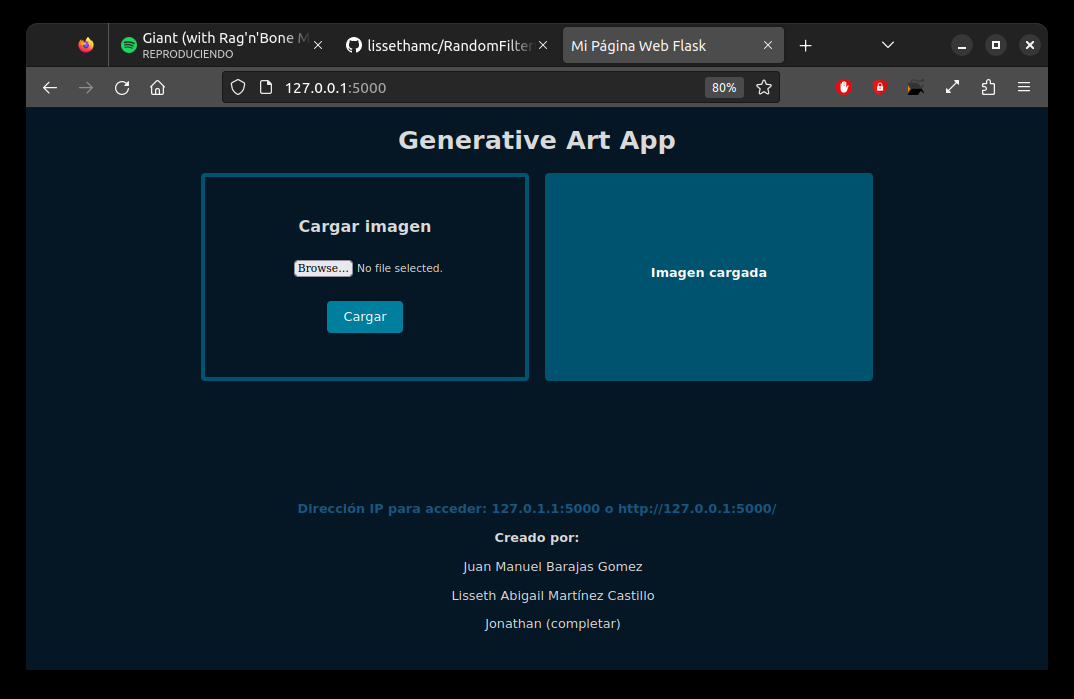 Giant (with Rag'n'Bone M
REPRODUCIENDO
lissethamc/RandomFilter
Mi Página Web Flask
127.0.0.1:5000
80%
Generative Art App
Cargar imagen
Browse... No file selected.
Cargar
Imagen cargada
Dirección IP para acceder: 127.0.1.1:5000 o http://127.0.0.1:5000/
Creado por:
Juan Manuel Barajas Gomez
Lisseth Abigail Martínez Castillo
Jonathan (completar)